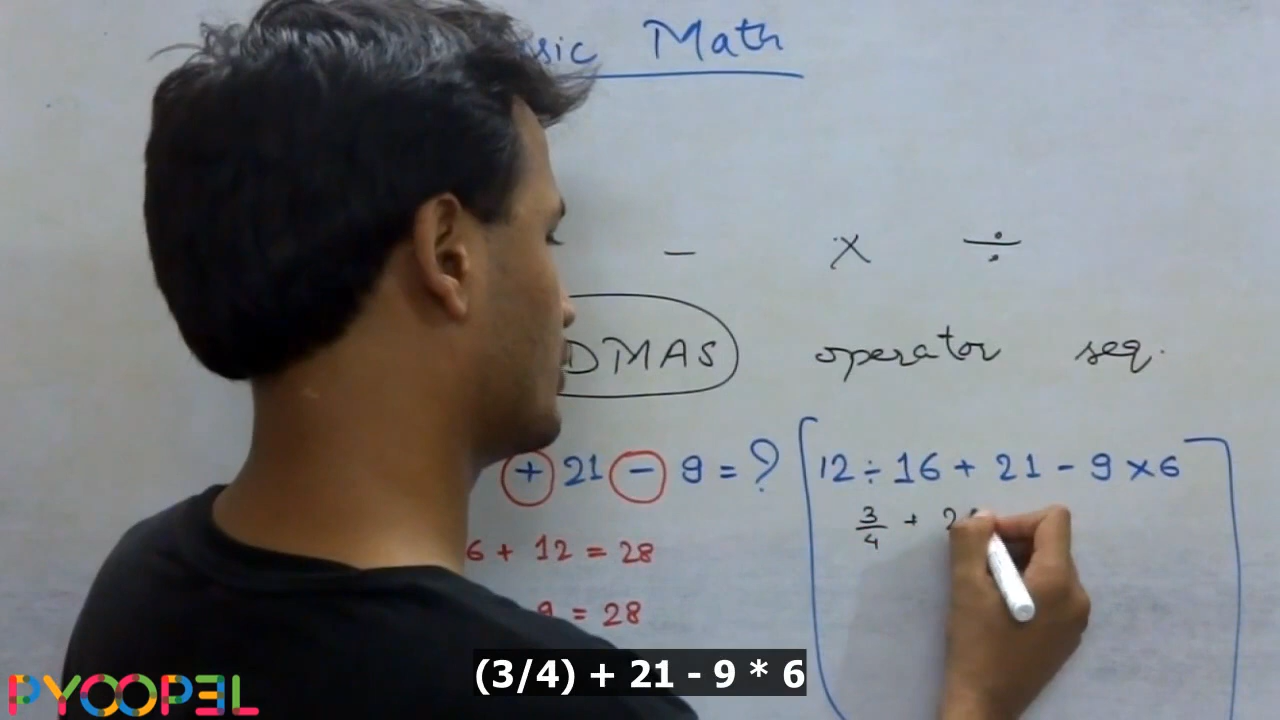 Math
− × ÷
DMAS operator seq.
+ 21 − 9 = ? 12 ÷ 16 + 21 − 9 × 6
3/4 + 2
6 + 12 = 28
9 = 28
(3/4) + 21 - 9 * 6
PYOOPEL